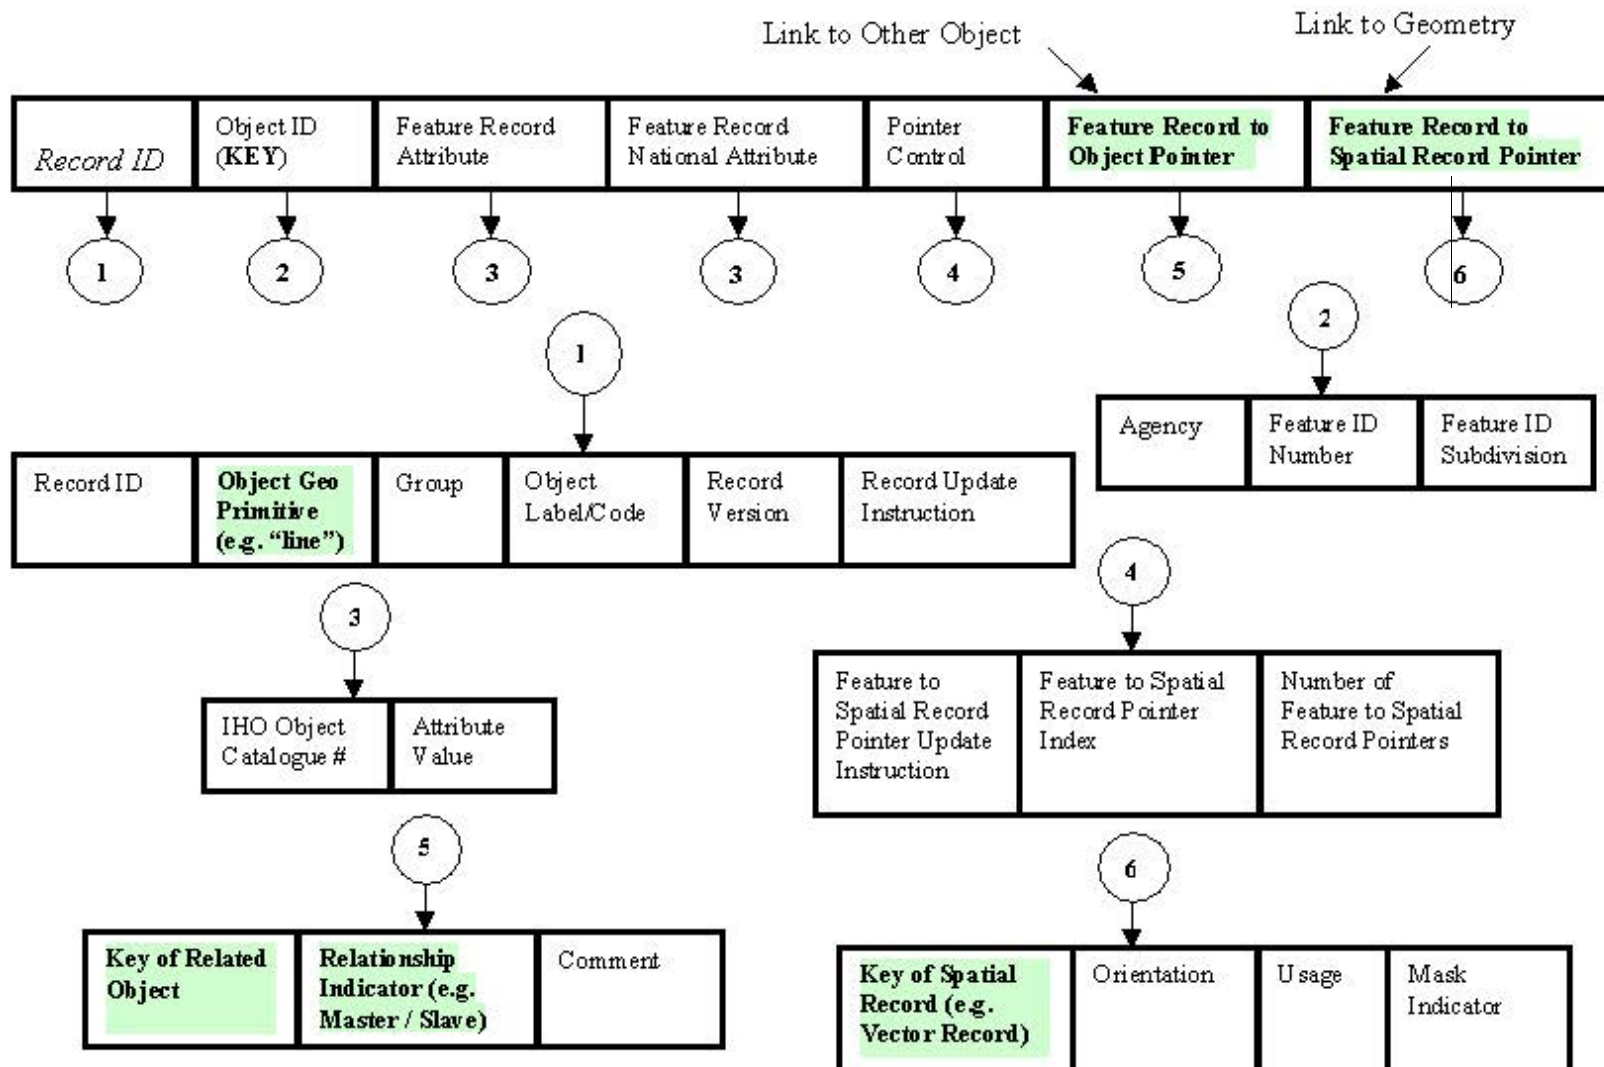 Link to Other Object
Link to Geometry
Record ID
Object ID
(KEY)
Feature Record
Attribute
Feature Record
National Attribute
Pointer
Control
Feature Record to
Object Pointer
Feature Record to
Spatial Record Pointer
1
2
3
3
4
5
6
1
2
Agency
Feature ID
Number
Feature ID
Subdivision
Record ID
Object Geo
Primitive
(e.g. “line”)
Group
Object
Label/Code
Record
Version
Record Update
Instruction
3
4
IHO Object
Catalogue #
Attribute
Value
Feature to
Spatial Record
Pointer Update
Instruction
Feature to Spatial
Record Pointer
Index
Number of
Feature to Spatial
Record Pointers
5
6
Key of Related
Object
Relationship
Indicator (e.g.
Master / Slave)
Comment
Key of Spatial
Record (e.g.
Vector Record)
Orientation
Usage
Mask
Indicator